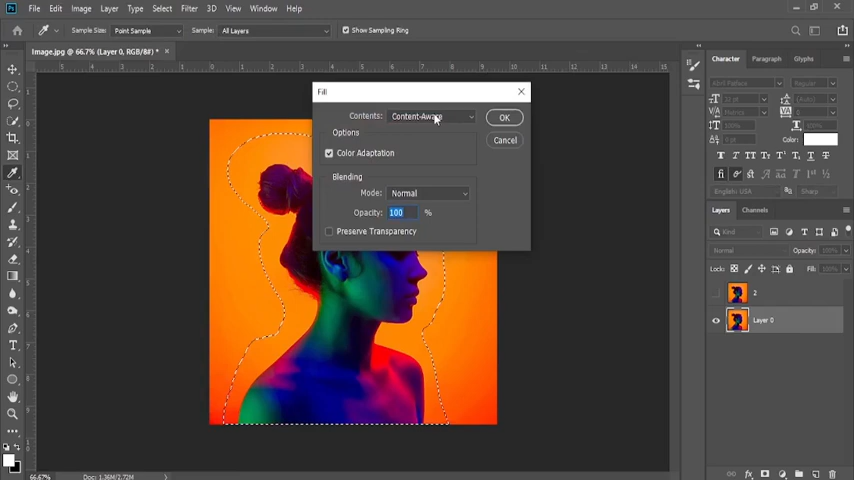 File Edit Image Layer Type Select Filter 3D View Window Help
Sample Size: Point Sample Sample: All Layers Show Sampling Ring
Image.jpg @ 66.7% (Layer 0, RGB/8#) * ×
Fill
Contents: Content-Aware
OK
Options
Cancel
Color Adaptation
Blending
Mode: Normal
Opacity: 100 %
Preserve Transparency
Character Paragraph Glyphs
Color:
English: USA Sharp
Layers Channels
Kind
Normal Opacity: 100%
Lock: Fill: 100%
2
Layer 0
66.67% Doc: 1.36M/2.72M